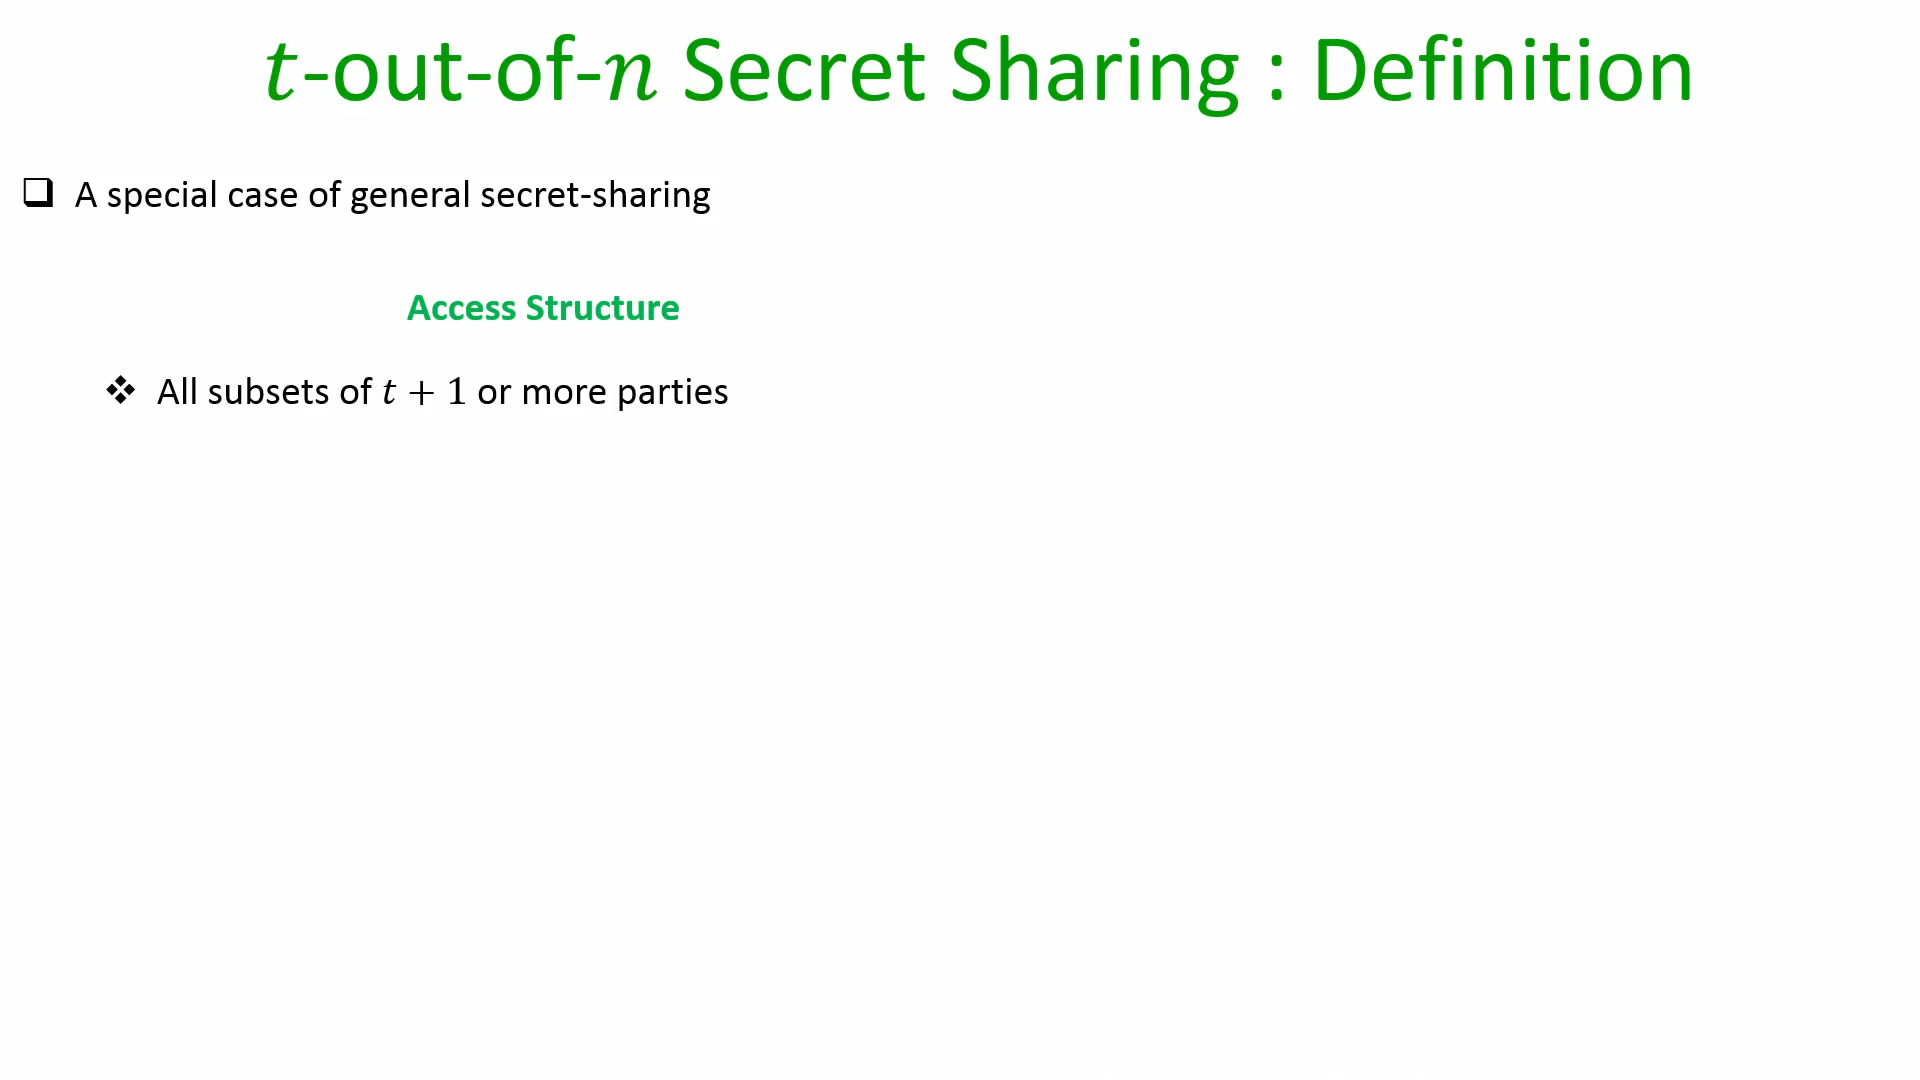 t-out-of-n Secret Sharing : Definition
❑ A special case of general secret-sharing
Access Structure
❖ All subsets of t + 1 or more parties